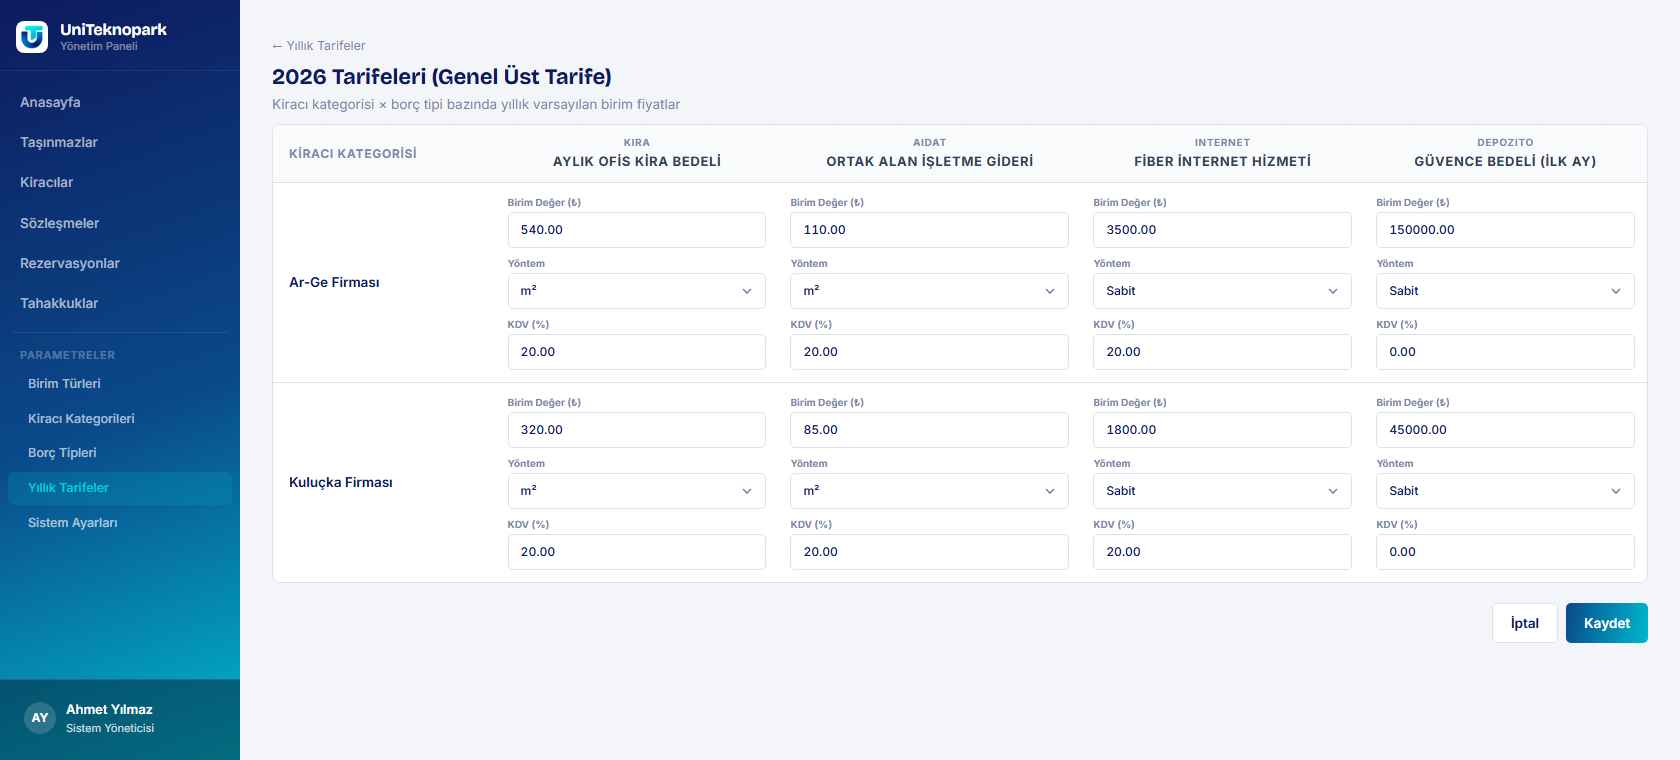 UniTeknopark
Yönetim Paneli
Anasayfa
Taşınmazlar
Kiracılar
Sözleşmeler
Rezervasyonlar
Tahakkuklar
PARAMETRELER
Birim Türleri
Kiracı Kategorileri
Borç Tipleri
Yıllık Tarifeler
Sistem Ayarları
AY
Ahmet Yılmaz
Sistem Yöneticisi
← Yıllık Tarifeler
2026 Tarifeleri (Genel Üst Tarife)
Kiracı kategorisi × borç tipi bazında yıllık varsayılan birim fiyatlar
KİRACI KATEGORİSİ
KIRA
AYLIK OFİS KİRA BEDELİ
AIDAT
ORTAK ALAN İŞLETME GİDERİ
INTERNET
FİBER İNTERNET HİZMETİ
DEPOZITO
GÜVENCE BEDELİ (İLK AY)
Ar-Ge Firması
Birim Değer (₺) Birim Değer (₺) Birim Değer (₺) Birim Değer (₺)
540.00 110.00 3500.00 150000.00
Yöntem Yöntem Yöntem Yöntem
m² m² Sabit Sabit
KDV (%) KDV (%) KDV (%) KDV (%)
20.00 20.00 20.00 0.00
Kuluçka Firması
Birim Değer (₺) Birim Değer (₺) Birim Değer (₺) Birim Değer (₺)
320.00 85.00 1800.00 45000.00
Yöntem Yöntem Yöntem Yöntem
m² m² Sabit Sabit
KDV (%) KDV (%) KDV (%) KDV (%)
20.00 20.00 20.00 0.00
İptal
Kaydet